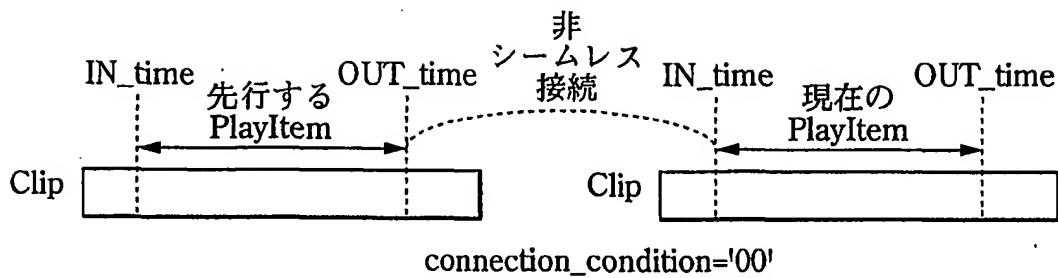 非
シームレス
接続
IN_time
先行する
PlayItem
OUT_time
IN_time
現在の
PlayItem
OUT_time
Clip
Clip
connection_condition='00'